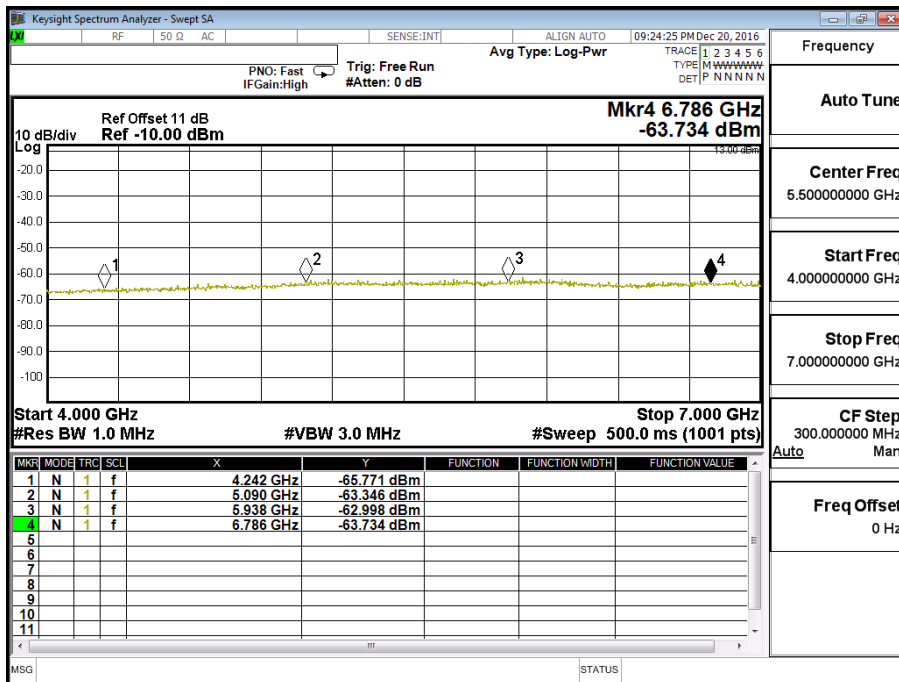 Keysight Spectrum Analyzer - Swept SA
LXI RF 50 Ω AC SENSE:INT ALIGN AUTO 09:24:25 PM Dec 20, 2016
Frequency
Avg Type: Log-Pwr
TRACE 1 2 3 4 5 6
TYPE M W W W W W
DET P N N N N N
PNO: Fast
IFGain:High
Trig: Free Run
#Atten: 0 dB
Auto Tune
Mkr4 6.786 GHz
-63.734 dBm
Ref Offset 11 dB
Ref -10.00 dBm
10 dB/div
Log
13.00 dBm
-20.0
-30.0
-40.0
-50.0
-60.0
-70.0
-80.0
-90.0
-100
1
2
3
4
Center Freq
5.500000000 GHz
Start Freq
4.000000000 GHz
Stop Freq
7.000000000 GHz
CF Step
300.000000 MHz
Auto Man
Freq Offset
0 Hz
Start 4.000 GHz Stop 7.000 GHz
#Res BW 1.0 MHz #VBW 3.0 MHz #Sweep 500.0 ms (1001 pts)
MKR MODE TRC SCL X Y FUNCTION FUNCTION WIDTH FUNCTION VALUE
1 N 1 f 4.242 GHz -65.771 dBm
2 N 1 f 5.090 GHz -63.346 dBm
3 N 1 f 5.938 GHz -62.998 dBm
4 N 1 f 6.786 GHz -63.734 dBm
5
6
7
8
9
10
11
MSG STATUS